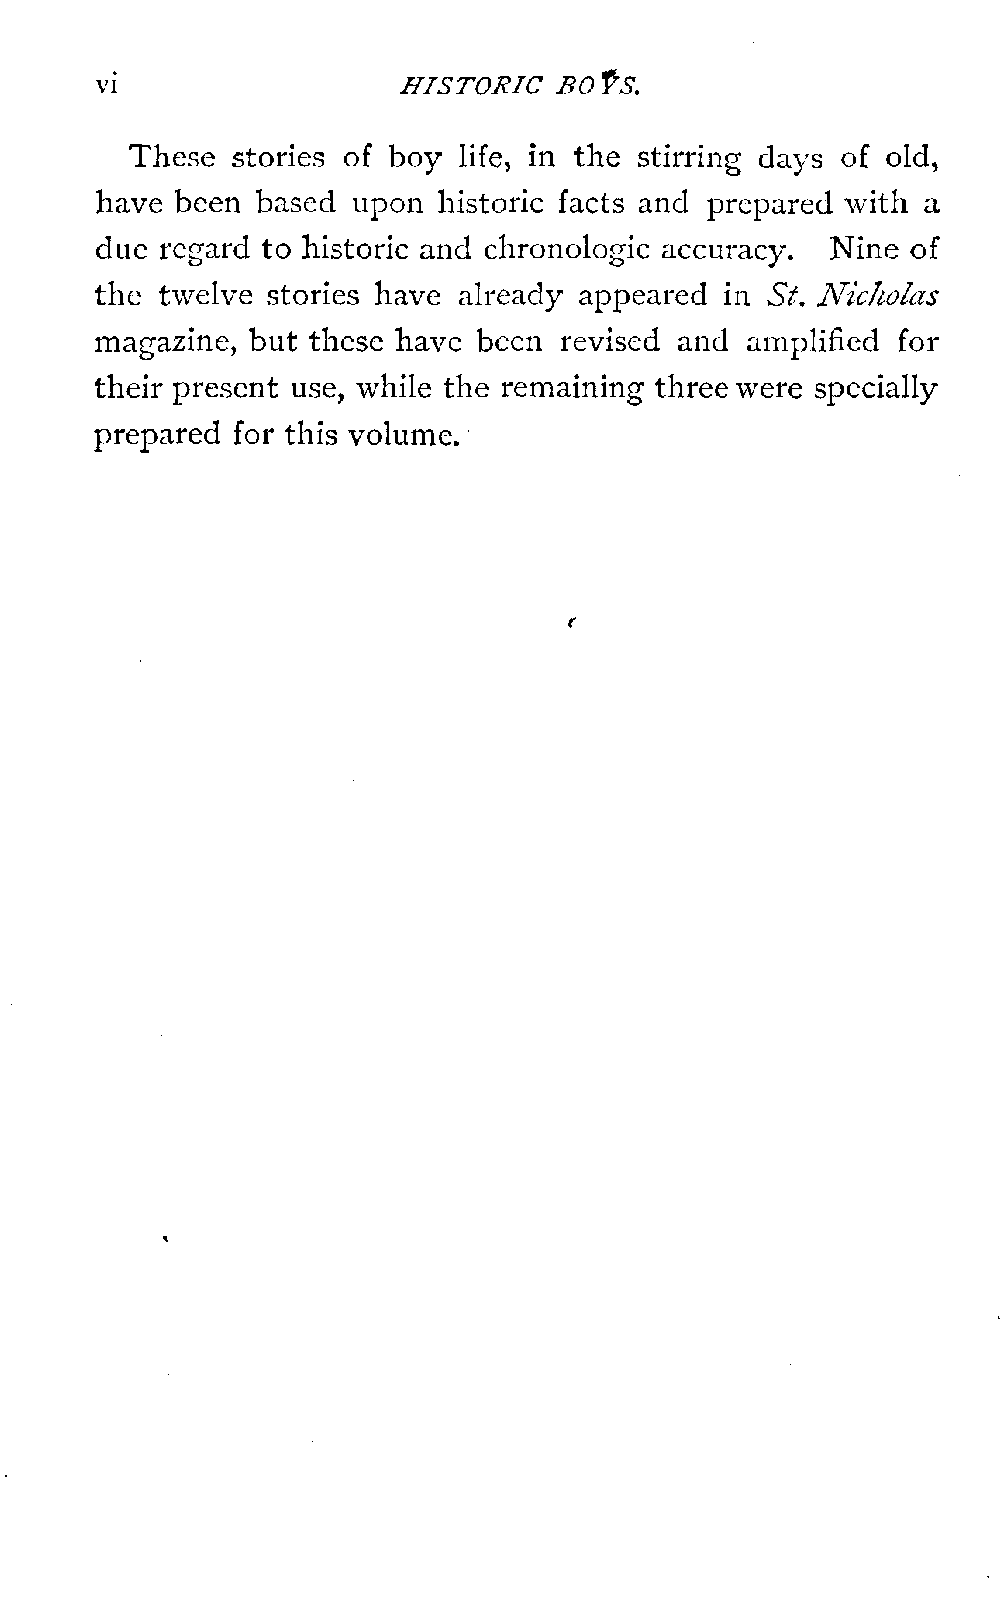 vi HISTORIC BOYS.
These stories of boy life, in the stirring days of old,
have been based upon historic facts and prepared with a
due regard to historic and chronologic accuracy. Nine of
the twelve stories have already appeared in St. Nicholas
magazine, but these have been revised and amplified for
their present use, while the remaining three were specially
prepared for this volume.